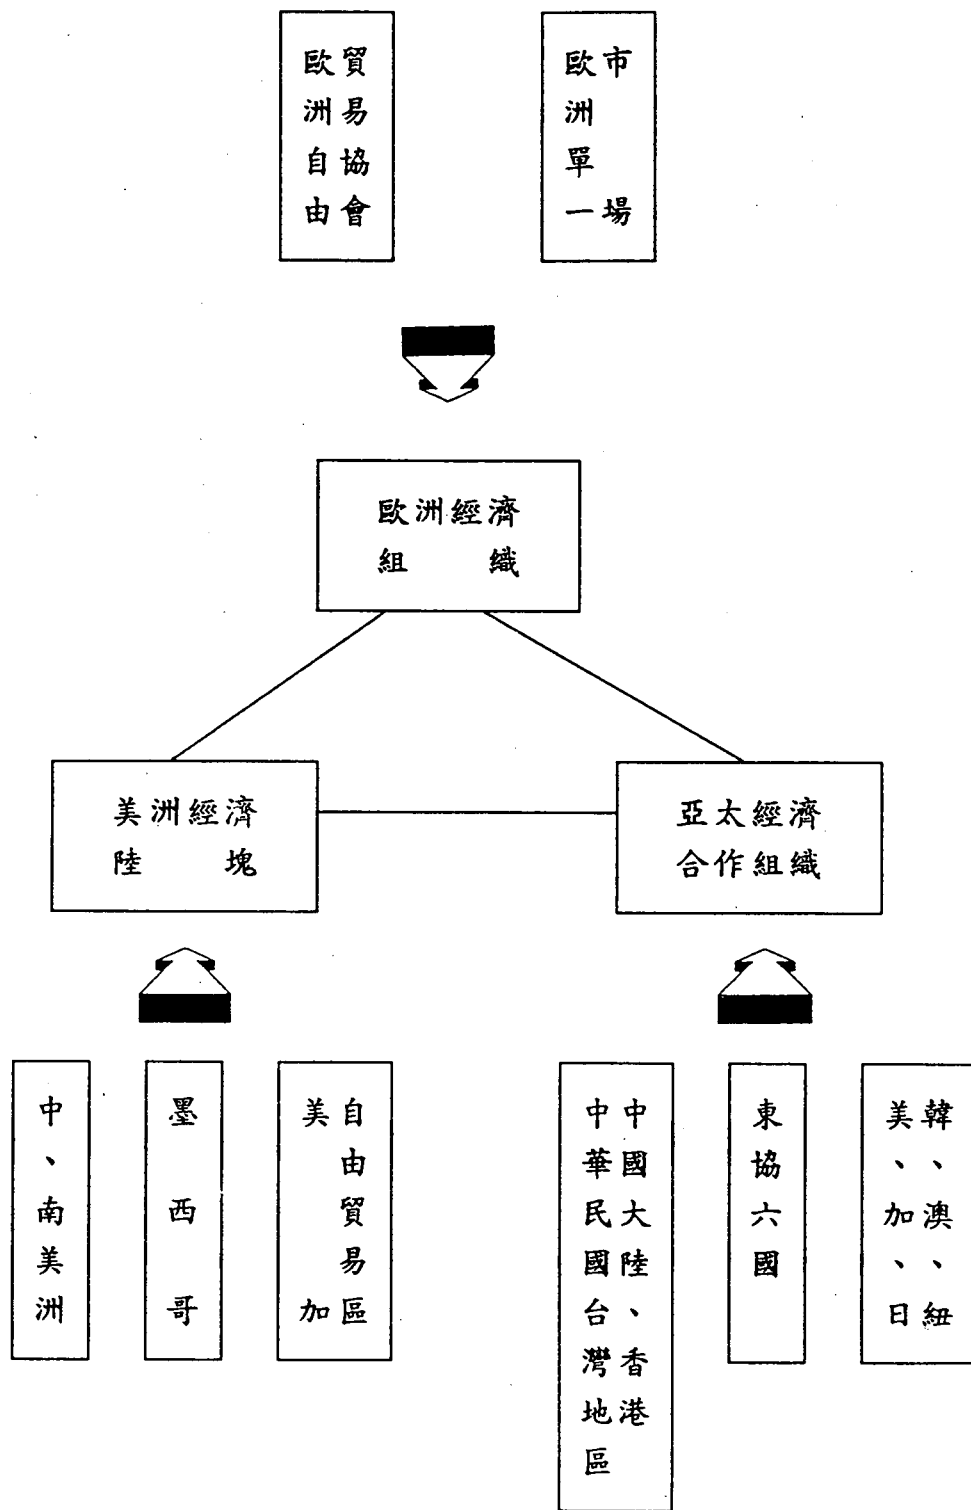 歐洲自由
貿易協會
歐洲單一
市場
歐洲經濟
組織
美洲經濟
陸塊
亞太經濟
合作組織
中、南美洲
墨西哥
美加
自由貿易區
中華民國台灣地區
中國大陸、香港
東協六國
美、加、日
韓、澳、紐